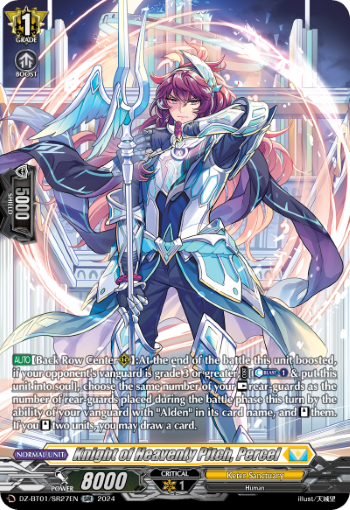 1
GRADE
BOOST
5000
SHIELD
AUTO [Back Row Center]: At the end of the battle this unit boosted,
if your opponent's vanguard is grade 3 or greater, COST [BLAST 1 & put this
unit into soul], choose the same number of your rear-guards as the
number of rear-guards placed during the battle phase this turn by the
ability of your vanguard with "Alden" in its card name, and them.
If you two units, you may draw a card.
NORMAL UNIT
Knight of Heavenly Pitch, Percel
Keter Sanctuary
Human
POWER 8000
CRITICAL
1
DZ-BT01/SR27EN 2024
illust/天城望